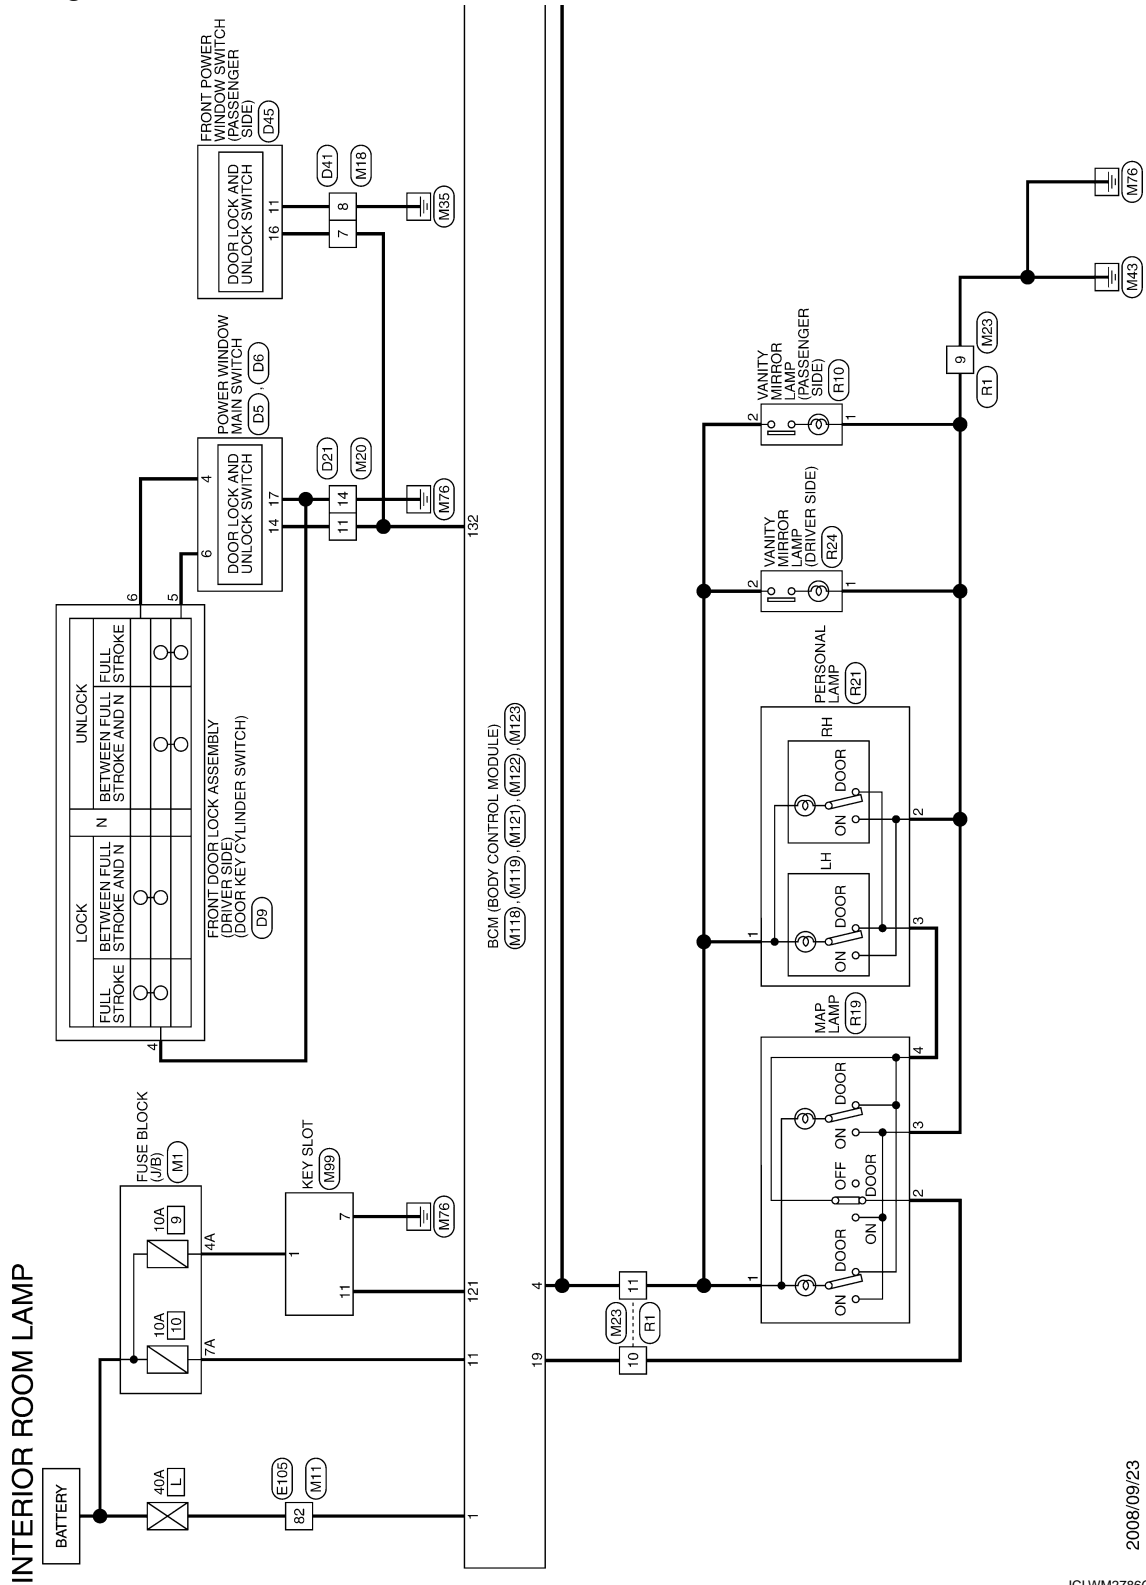 INTERIOR ROOM LAMP
BATTERY
40A
L
E105
82
M11
1
FUSE BLOCK
(J/B)
M1
10A
10
7A
10A
9
4A
11
KEY SLOT
M99
1
7
11
M76
121
FRONT DOOR LOCK ASSEMBLY
(DRIVER SIDE)
(DOOR KEY CYLINDER SWITCH)
D9
LOCK
UNLOCK
FULL
STROKE
BETWEEN FULL
STROKE AND N
N
BETWEEN FULL
STROKE AND N
FULL
STROKE
4
6
5
POWER WINDOW
MAIN SWITCH
D5 , D6
6
4
DOOR LOCK AND
UNLOCK SWITCH
14
17
D21
11
14
M20
M76
132
FRONT POWER
WINDOW SWITCH
(PASSENGER
SIDE)
D45
DOOR LOCK AND
UNLOCK SWITCH
16
11
D41
7
8
M18
M35
BCM (BODY CONTROL MODULE)
M118 , M119 , M121 , M122 , M123
19
4
M23
10
11
R1
MAP
LAMP
R19
1
ON
DOOR
ON
OFF
DOOR
ON
DOOR
2
3
4
PERSONAL
LAMP
R21
1
LH
ON
DOOR
RH
ON
DOOR
3
2
VANITY
MIRROR
LAMP
(DRIVER SIDE)
R24
2
1
VANITY
MIRROR
LAMP
(PASSENGER
SIDE)
R10
2
1
R1
9
M23
M43
M76
2008/09/23